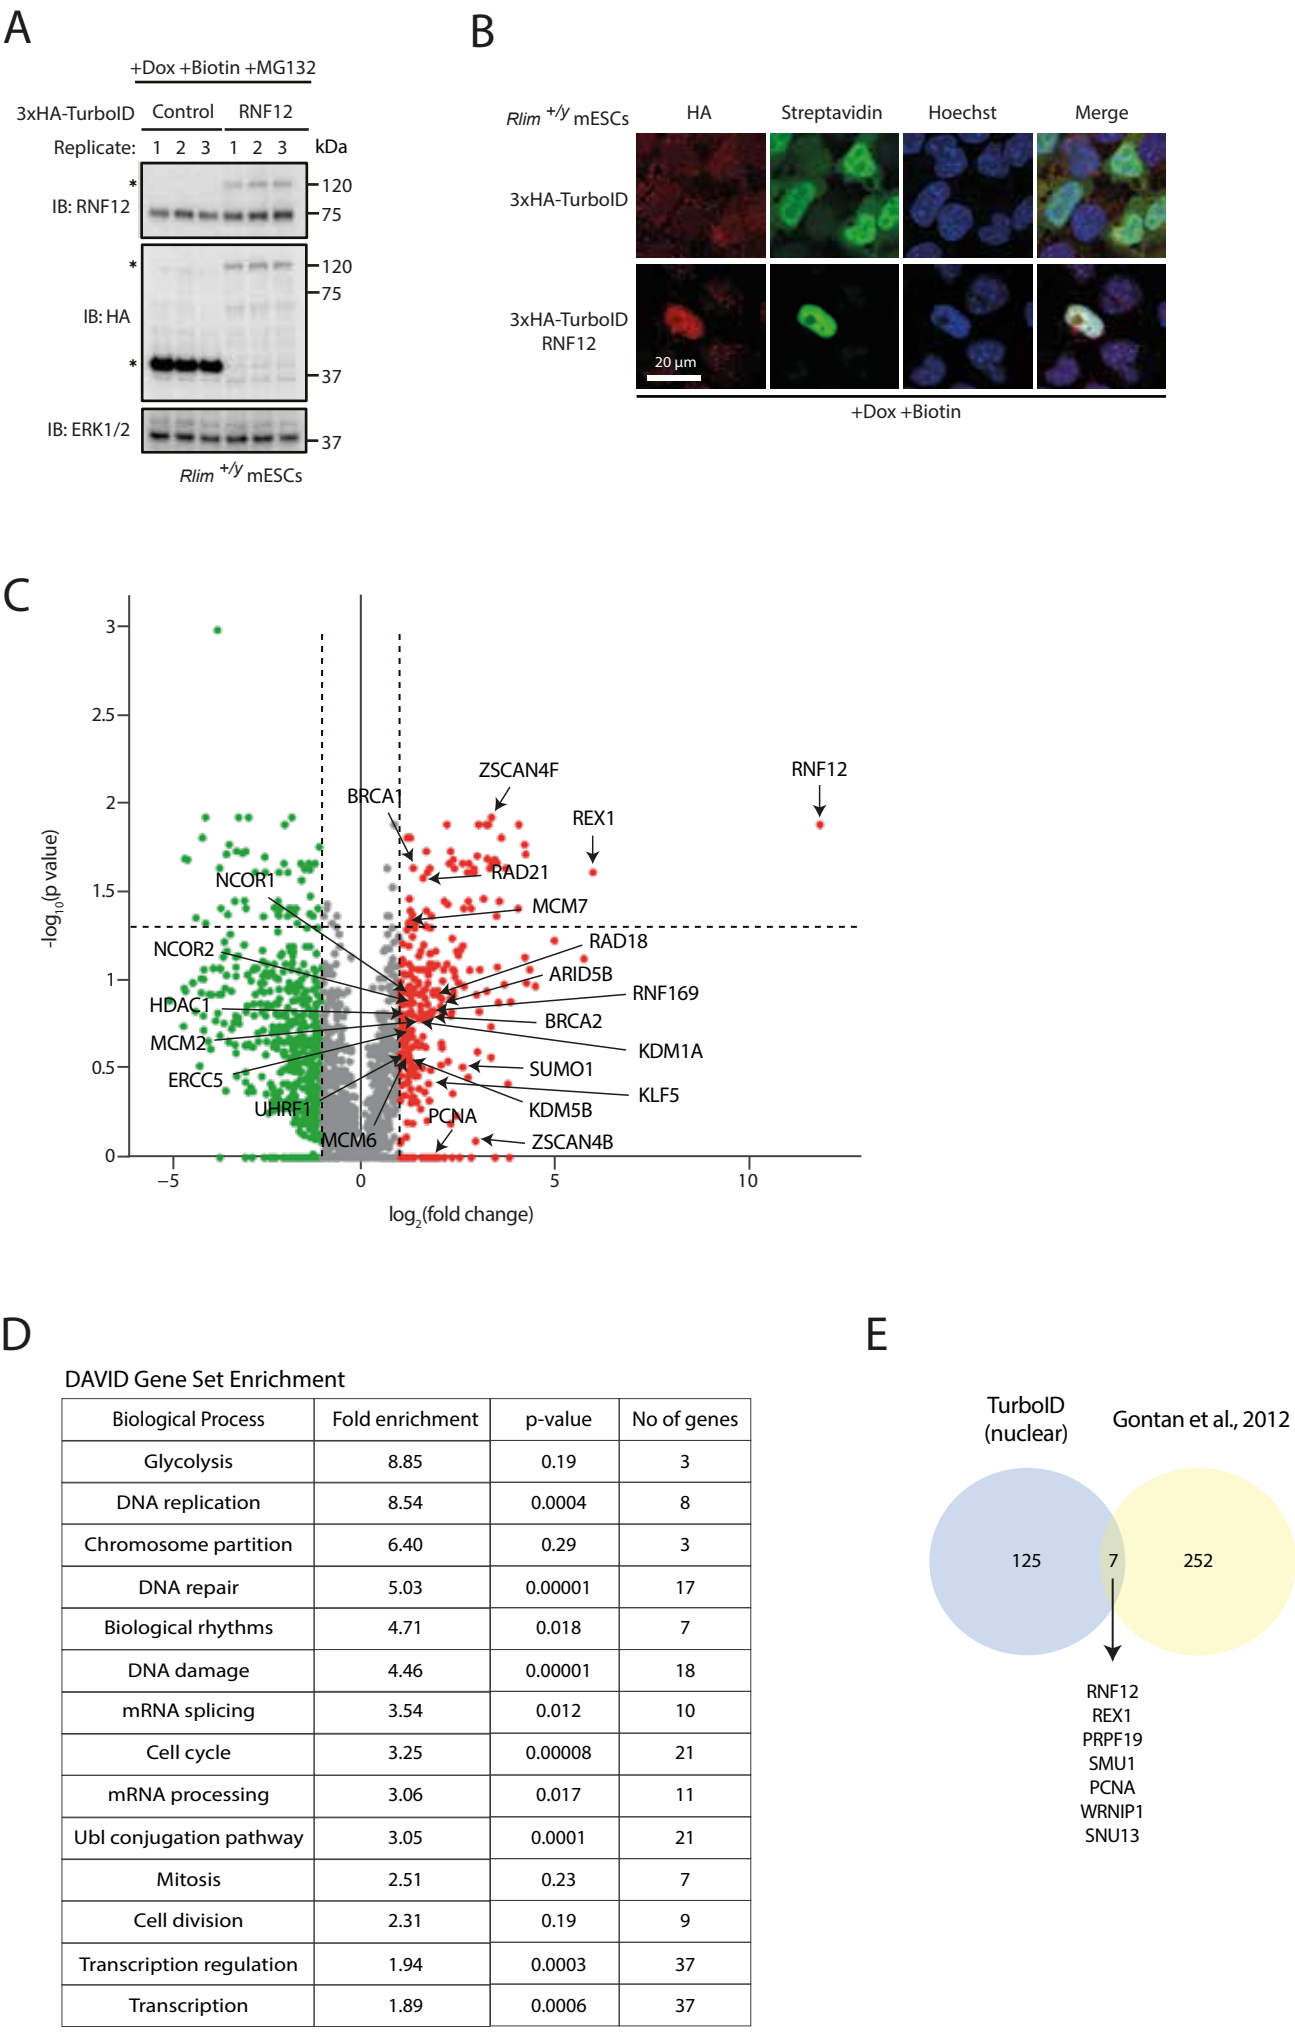 A
+Dox +Biotin +MG132
3xHA-TurboID Control RNF12
Replicate: 1 2 3 1 2 3 kDa
*
IB: RNF12
120
75
*
IB: HA
*
120
75
37
IB: ERK1/2
37
Rlim +/y mESCs
B
Rlim +/y mESCs HA Streptavidin Hoechst Merge
3xHA-TurboID
3xHA-TurboID
RNF12
20 µm
+Dox +Biotin
C
3
2.5
2
1.5
1
0.5
0
-log10(p value)
−5 0 5 10
log2(fold change)
ZSCAN4F
RNF12
BRCA1
REX1
NCOR1
RAD21
MCM7
NCOR2
RAD18
ARID5B
HDAC1
RNF169
BRCA2
MCM2
KDM1A
ERCC5
SUMO1
KLF5
UHRF1
PCNA
KDM5B
MCM6
ZSCAN4B
D
DAVID Gene Set Enrichment
Biological Process Fold enrichment p-value No of genes
Glycolysis 8.85 0.19 3
DNA replication 8.54 0.0004 8
Chromosome partition 6.40 0.29 3
DNA repair 5.03 0.00001 17
Biological rhythms 4.71 0.018 7
DNA damage 4.46 0.00001 18
mRNA splicing 3.54 0.012 10
Cell cycle 3.25 0.00008 21
mRNA processing 3.06 0.017 11
Ubl conjugation pathway 3.05 0.0001 21
Mitosis 2.51 0.23 7
Cell division 2.31 0.19 9
Transcription regulation 1.94 0.0003 37
Transcription 1.89 0.0006 37
E
TurboID
(nuclear)
Gontan et al., 2012
125 7 252
RNF12
REX1
PRPF19
SMU1
PCNA
WRNIP1
SNU13